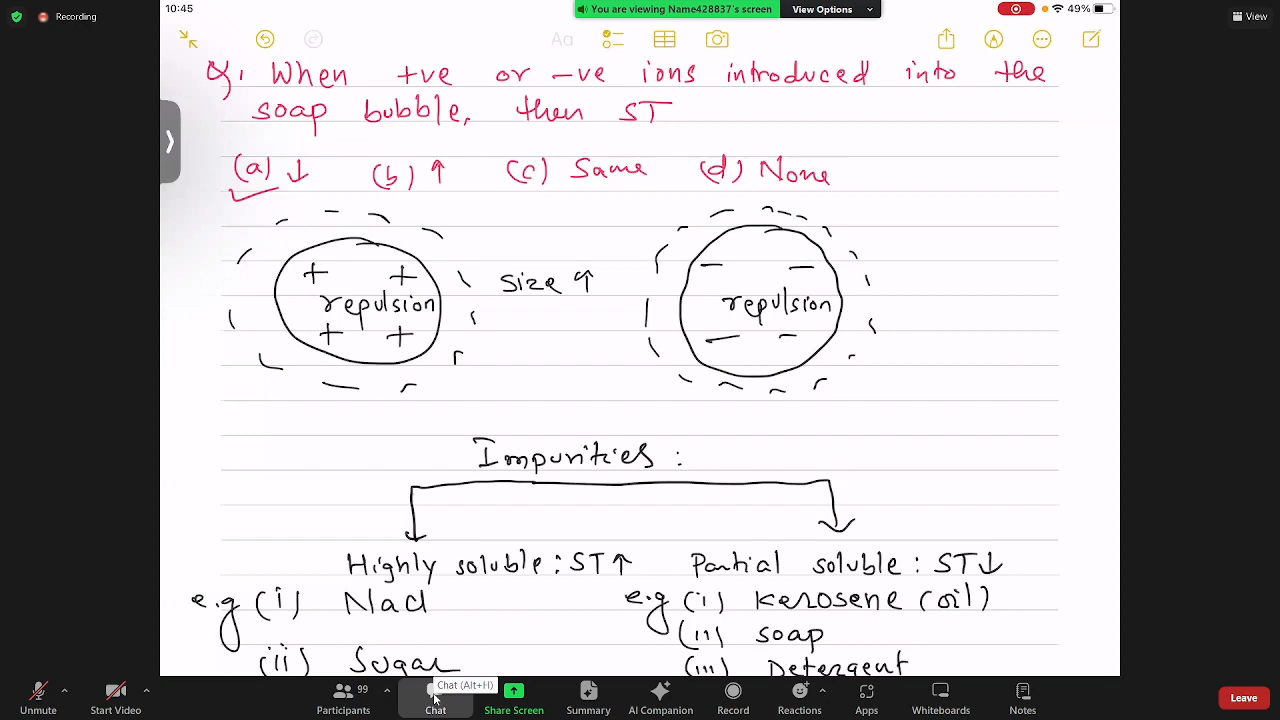 10:45
Recording
You are viewing Name428837's screen
View Options
49%
View
Aa
Q. When +ve or -ve ions introduced into the
soap bubble, then ST
(a) ↓ (b) ↑ (c) Same (d) None
+ + - -
repulsion Size ↑ repulsion
+ + - -
Impurities :
Highly soluble : ST↑ Partial soluble : ST↓
e.g (i) Nacl e.g (i) Kerosene (oil)
(ii) soap
(ii) Sugar (iii) Detergent
Chat (Alt+H)
99
Unmute Start Video Participants Chat Share Screen Summary AI Companion Record Reactions Apps Whiteboards Notes Leave